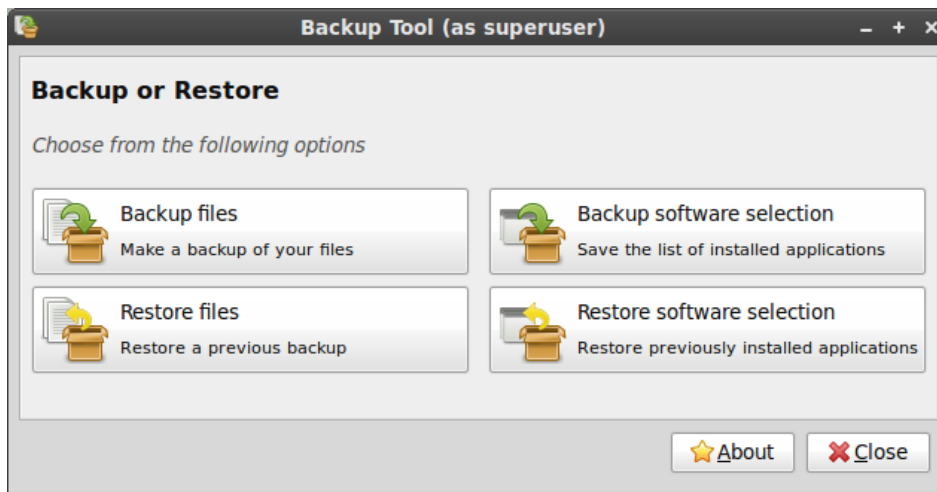 Backup Tool (as superuser)
Backup or Restore
Choose from the following options
Backup files
Make a backup of your files
Backup software selection
Save the list of installed applications
Restore files
Restore a previous backup
Restore software selection
Restore previously installed applications
About
Close